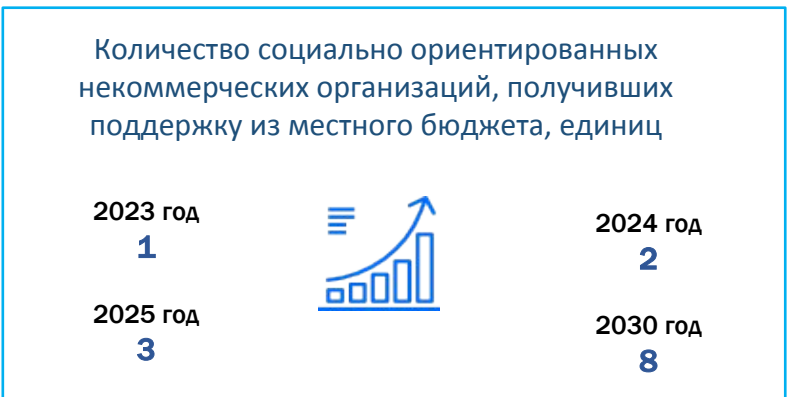 Количество социально ориентированных
некоммерческих организаций, получивших
поддержку из местного бюджета, единиц
2023 год
1
2024 год
2
2025 год
3
2030 год
8